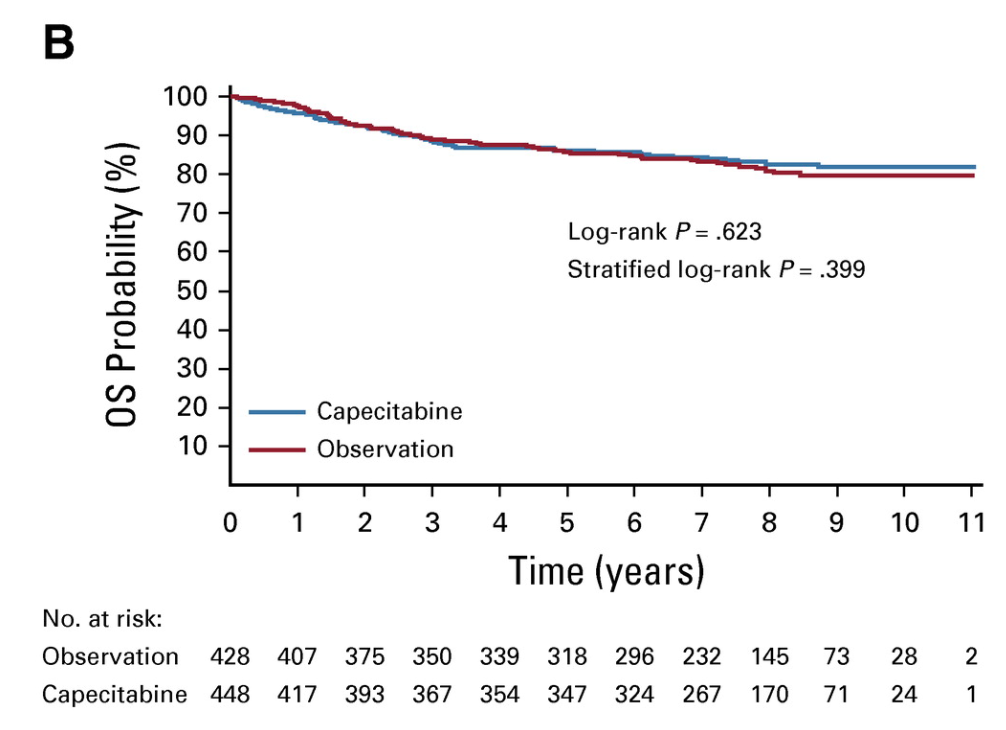 B
OS Probability (%)
100
90
80
70
60
50
40
30
20
10
Log-rank P = .623
Stratified log-rank P = .399
Capecitabine
Observation
0 1 2 3 4 5 6 7 8 9 10 11
Time (years)
No. at risk:
Observation 428 407 375 350 339 318 296 232 145 73 28 2
Capecitabine 448 417 393 367 354 347 324 267 170 71 24 1